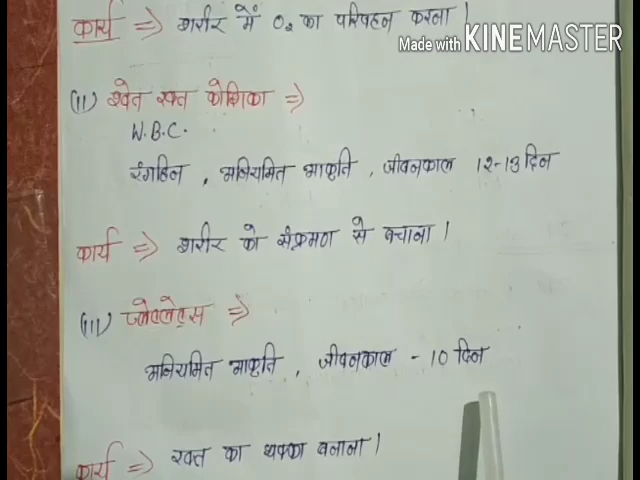 कार्य ⇒ शरीर में O₂ का परिवहन करना।
Made with KINEMASTER
(ii) श्वेत रक्त कोशिका ⇒
W.B.C.
रंगहिन , अनियमित आकृति , जीवनकाल 12-13 दिन
कार्य ⇒ शरीर को संक्रमण से बचाना।
(iii) प्लेटलेट्स ⇒
अनियमित आकृति , जीवनकाल - 10 दिन
कार्य ⇒ रक्त का थक्का बनाना।